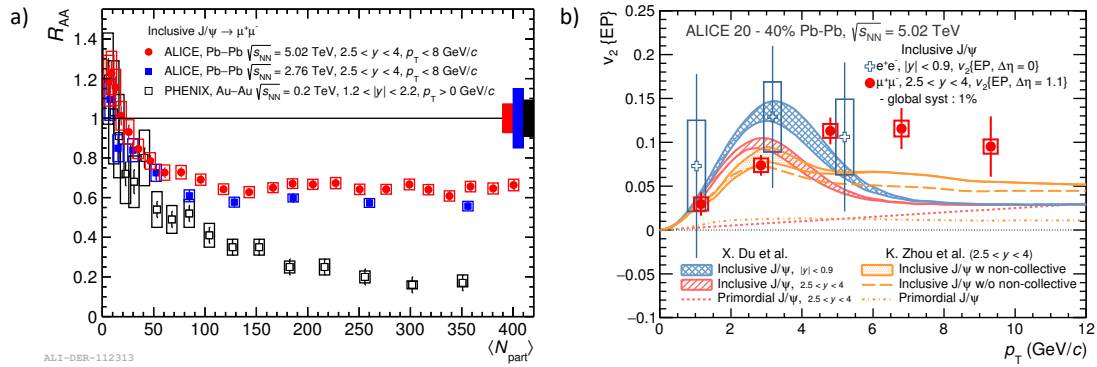 a)
R_AA
Inclusive J/ψ → μ⁺μ⁻
ALICE, Pb–Pb √s_NN = 5.02 TeV, 2.5 < y < 4, p_T < 8 GeV/c
ALICE, Pb–Pb √s_NN = 2.76 TeV, 2.5 < y < 4, p_T < 8 GeV/c
PHENIX, Au–Au √s_NN = 0.2 TeV, 1.2 < |y| < 2.2, p_T > 0 GeV/c
1.4
1.2
1
0.8
0.6
0.4
0.2
0
0 50 100 150 200 250 300 350 400
⟨N_part⟩
ALI-DER-112313
b)
v₂ {EP}
ALICE 20 - 40% Pb-Pb, √s_NN = 5.02 TeV
Inclusive J/ψ
e⁺e⁻, |y| < 0.9, v₂{EP, Δη = 0}
μ⁺μ⁻, 2.5 < y < 4, v₂{EP, Δη = 1.1}
- global syst : 1%
0.25
0.20
0.15
0.10
0.05
0.00
−0.05
−0.1
X. Du et al.
Inclusive J/ψ, |y| < 0.9
Inclusive J/ψ, 2.5 < y < 4
Primordial J/ψ, 2.5 < y < 4
K. Zhou et al. (2.5 < y < 4)
Inclusive J/ψ w non-collective
Inclusive J/ψ w/o non-collective
Primordial J/ψ
0 2 4 6 8 10 12
p_T (GeV/c)